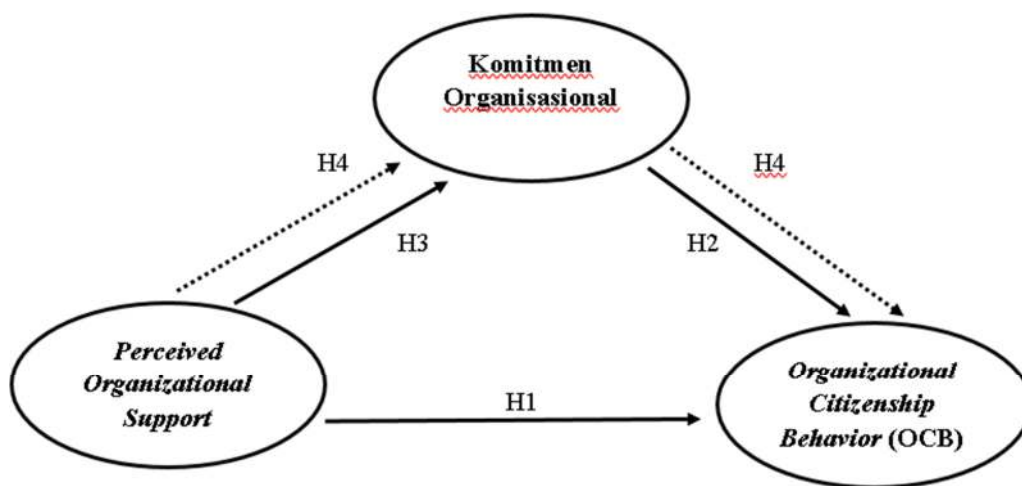 Komitmen
Organisasional
H4
H4
H3
H2
Perceived
Organizational
Support
H1
Organizational
Citizenship
Behavior (OCB)